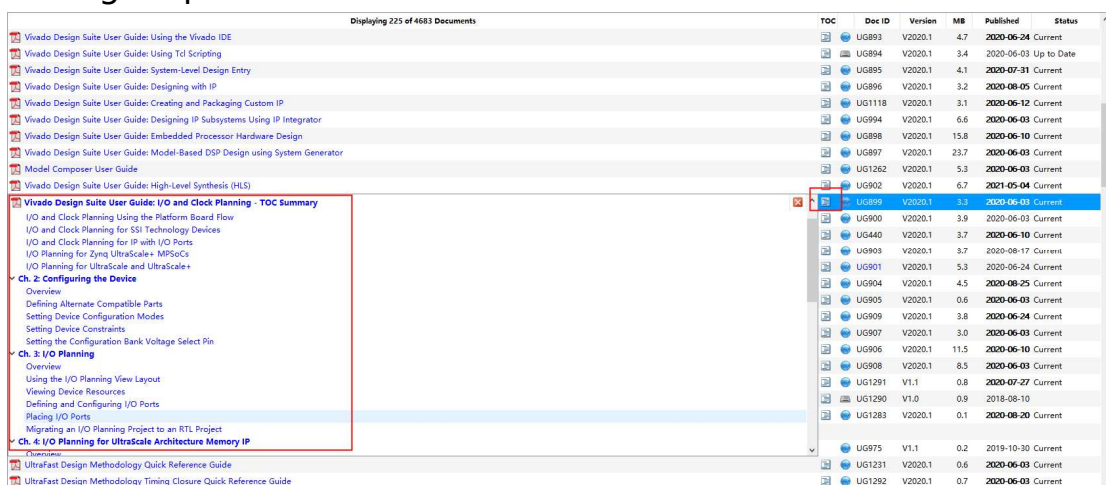 Displaying 225 of 4683 Documents TOC Doc ID Version MB Published Status
Vivado Design Suite User Guide: Using the Vivado IDE UG893 V2020.1 4.7 2020-06-24 Current
Vivado Design Suite User Guide: Using Tcl Scripting UG894 V2020.1 3.4 2020-06-03 Up to Date
Vivado Design Suite User Guide: System-Level Design Entry UG895 V2020.1 4.1 2020-07-31 Current
Vivado Design Suite User Guide: Designing with IP UG896 V2020.1 3.2 2020-08-05 Current
Vivado Design Suite User Guide: Creating and Packaging Custom IP UG1118 V2020.1 3.1 2020-06-12 Current
Vivado Design Suite User Guide: Designing IP Subsystems Using IP Integrator UG994 V2020.1 6.6 2020-06-03 Current
Vivado Design Suite User Guide: Embedded Processor Hardware Design UG898 V2020.1 15.8 2020-06-10 Current
Vivado Design Suite User Guide: Model-Based DSP Design using System Generator UG897 V2020.1 23.7 2020-06-03 Current
Model Composer User Guide UG1262 V2020.1 5.3 2020-06-03 Current
Vivado Design Suite User Guide: High-Level Synthesis (HLS) UG902 V2020.1 6.7 2021-05-04 Current
Vivado Design Suite User Guide: I/O and Clock Planning - TOC Summary UG899 V2020.1 3.3 2020-06-03 Current
I/O and Clock Planning Using the Platform Board Flow UG900 V2020.1 3.9 2020-06-03 Current
I/O and Clock Planning for SSI Technology Devices
I/O and Clock Planning for IP with I/O Ports UG440 V2020.1 3.7 2020-06-10 Current
I/O Planning for Zynq UltraScale+ MPSoCs UG903 V2020.1 3.7 2020-08-17 Current
I/O Planning for UltraScale and UltraScale+ UG901 V2020.1 5.3 2020-06-24 Current
Ch. 2: Configuring the Device
Overview UG904 V2020.1 4.5 2020-08-25 Current
Defining Alternate Compatible Parts UG905 V2020.1 0.6 2020-06-03 Current
Setting Device Configuration Modes UG909 V2020.1 3.8 2020-06-24 Current
Setting Device Constraints UG907 V2020.1 3.0 2020-06-03 Current
Setting the Configuration Bank Voltage Select Pin
Ch. 3: I/O Planning UG906 V2020.1 11.5 2020-06-10 Current
Overview UG908 V2020.1 8.5 2020-06-03 Current
Using the I/O Planning View Layout UG1291 V1.1 0.8 2020-07-27 Current
Viewing Device Resources
Defining and Configuring I/O Ports UG1290 V1.0 0.9 2018-08-10
Placing I/O Ports UG1283 V2020.1 0.1 2020-08-20 Current
Migrating an I/O Planning Project to an RTL Project
Ch. 4: I/O Planning for UltraScale Architecture Memory IP
Overview UG975 V1.1 0.2 2019-10-30 Current
UltraFast Design Methodology Quick Reference Guide UG1231 V2020.1 0.6 2020-06-03 Current
UltraFast Design Methodology Timing Closure Quick Reference Guide UG1292 V2020.1 0.7 2020-06-03 Current